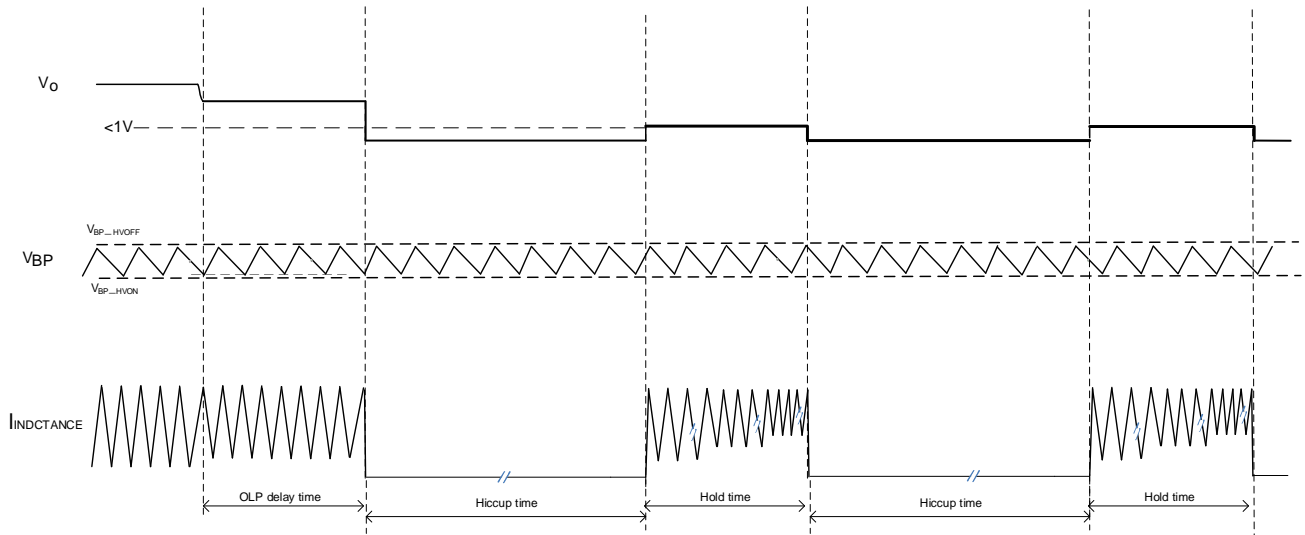 Vo
<1V
VBP_HVOFF
VBP
VBP_HVON
IINDCTANCE
OLP delay time
Hiccup time
Hold time
Hiccup time
Hold time